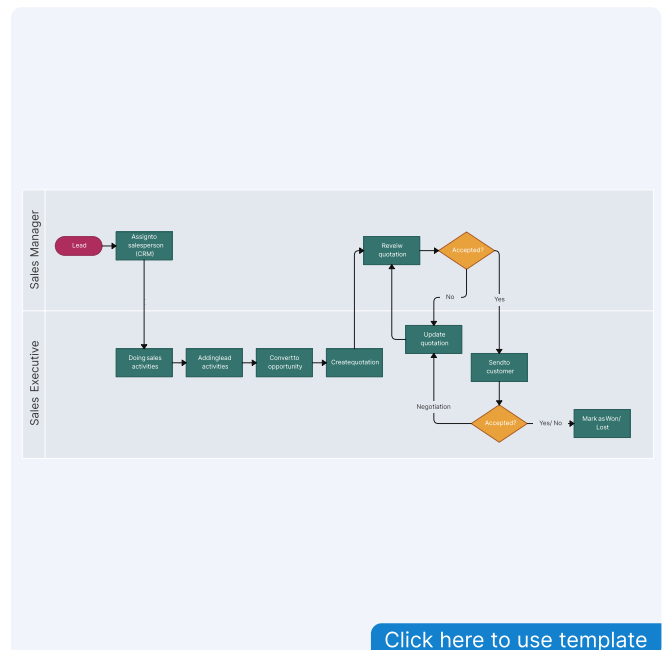 Sales Manager
Lead
Assignto
salesperson
(CRM)
Reveiw
quotation
Accepted?
No
Yes
Sales Executive
Doing sales
activities
Addinglead
activities
Convertto
opportunity
Createquotation
Update
quotation
Sendto
customer
Negotiation
Accepted?
Yes/ No
Mark as Won/
Lost
Click here to use template